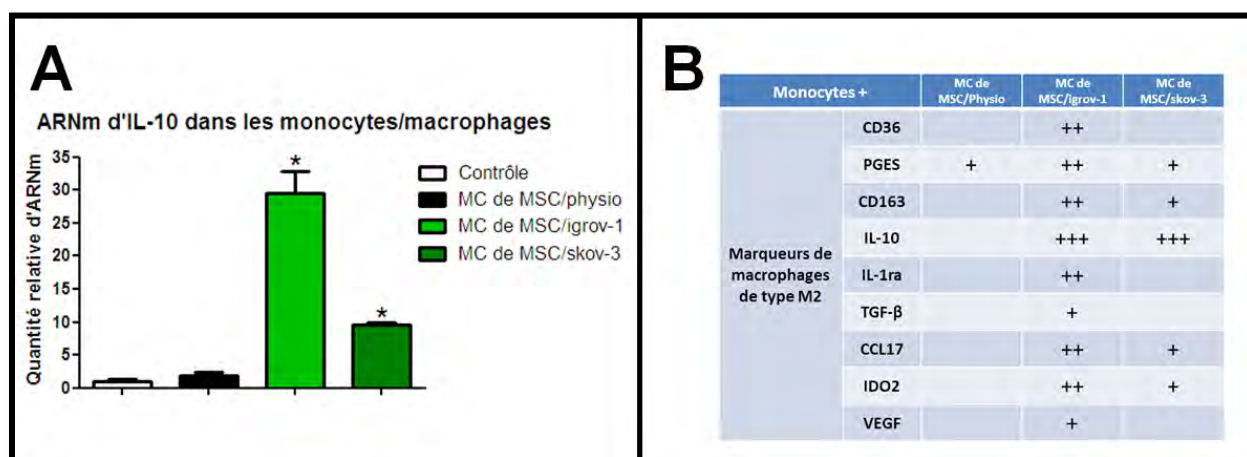 A
ARNm d'IL-10 dans les monocytes/macrophages
Quantité relative d'ARNm
35
30
25
20
15
10
5
0
*
*
Contrôle
MC de MSC/physio
MC de MSC/igrov-1
MC de MSC/skov-3
B
Monocytes + MC de MSC/Physio MC de MSC/igrov-1 MC de MSC/skov-3
Marqueurs de macrophages de type M2
CD36 ++
PGES + ++ +
CD163 ++ +
IL-10 +++ +++
IL-1ra ++
TGF-β +
CCL17 ++ +
IDO2 ++ +
VEGF +